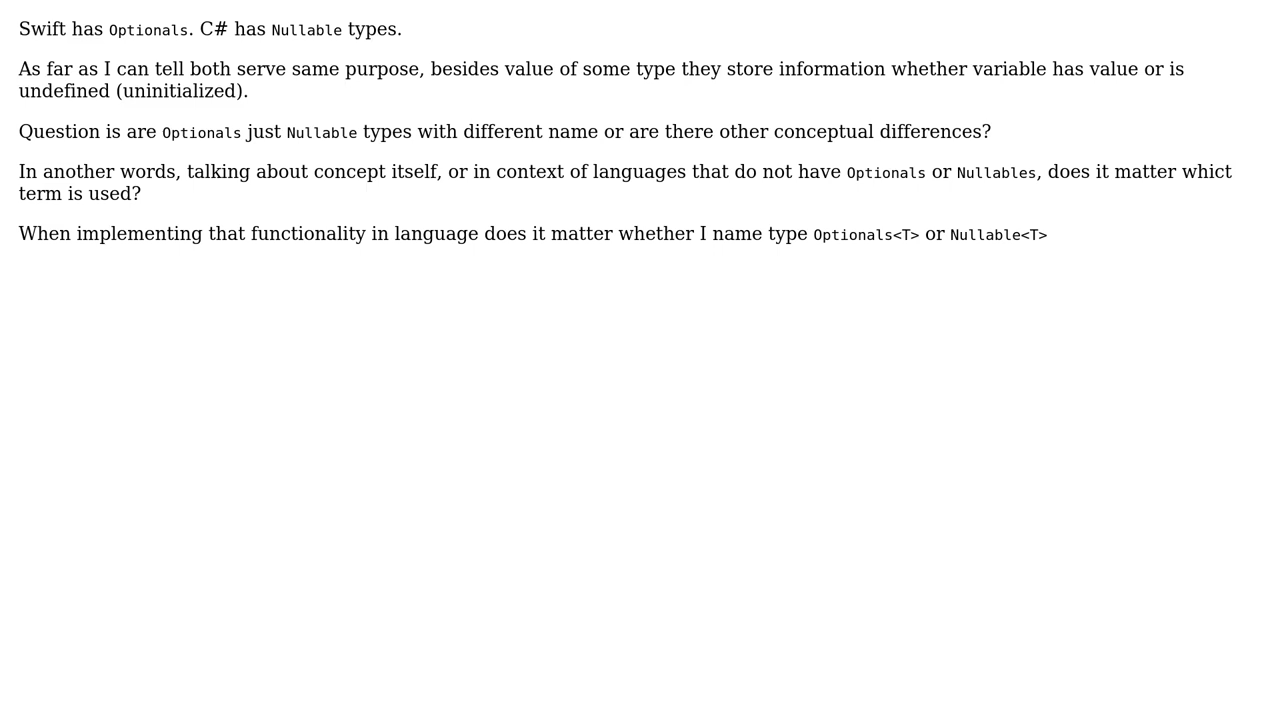 Swift has Optionals. C# has Nullable types.
As far as I can tell both serve same purpose, besides value of some type they store information whether variable has value or is
undefined (uninitialized).
Question is are Optionals just Nullable types with different name or are there other conceptual differences?
In another words, talking about concept itself, or in context of languages that do not have Optionals or Nullables, does it matter whict
term is used?
When implementing that functionality in language does it matter whether I name type Optionals<T> or Nullable<T>